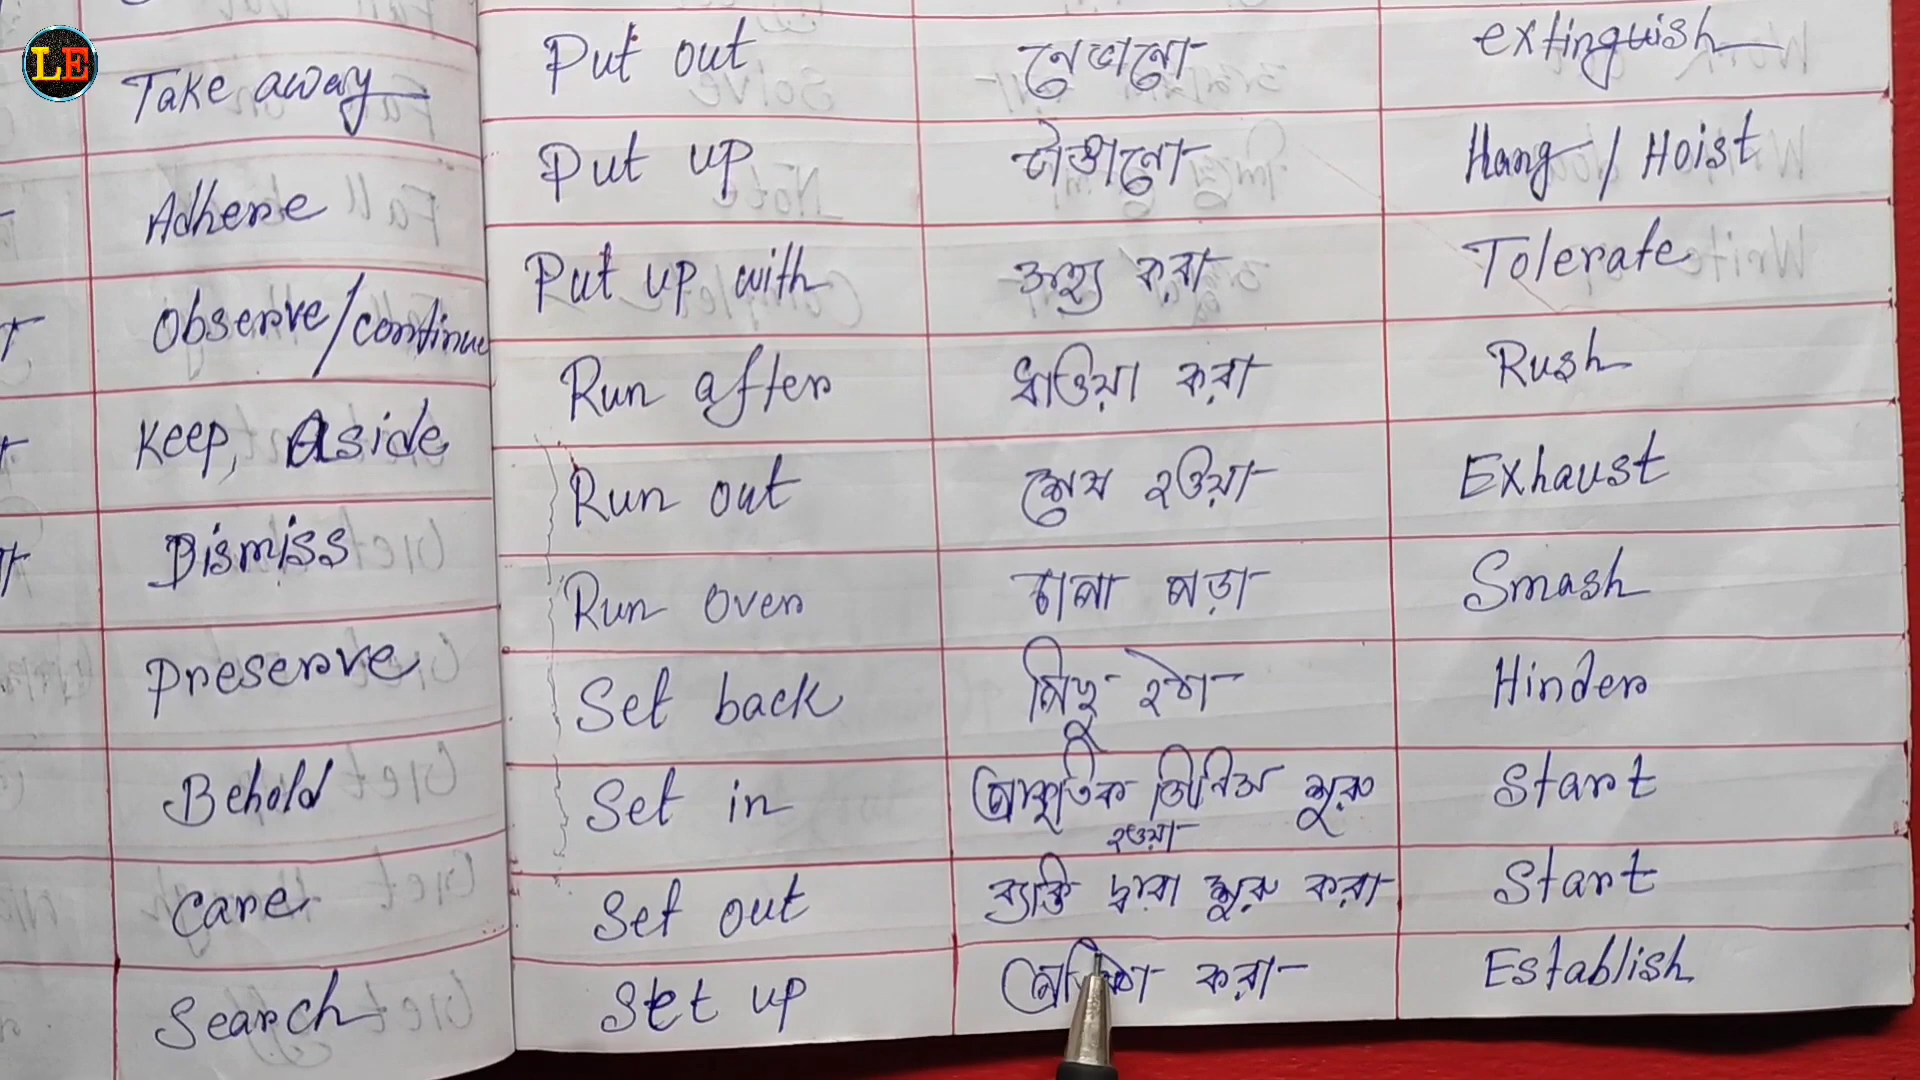 LE
Take away
Adhere
Observe/continue
Keep, Aside
Dismiss
Preserve
Behold
Care
Search
Put out নেভানো extinguish
Put up টাঙানো Hang / Hoist
Put up with সহ্য করা Tolerate
Run after ধাওয়া করা Rush
Run out শেষ হওয়া Exhaust
Run over চাপা পড়া Smash
Set back পিছু হঠা Hinder
Set in প্রাকৃতিক জিনিস শুরু হওয়া Start
Set out ব্যক্তি দ্বারা শুরু করা Start
Set up করা Establish